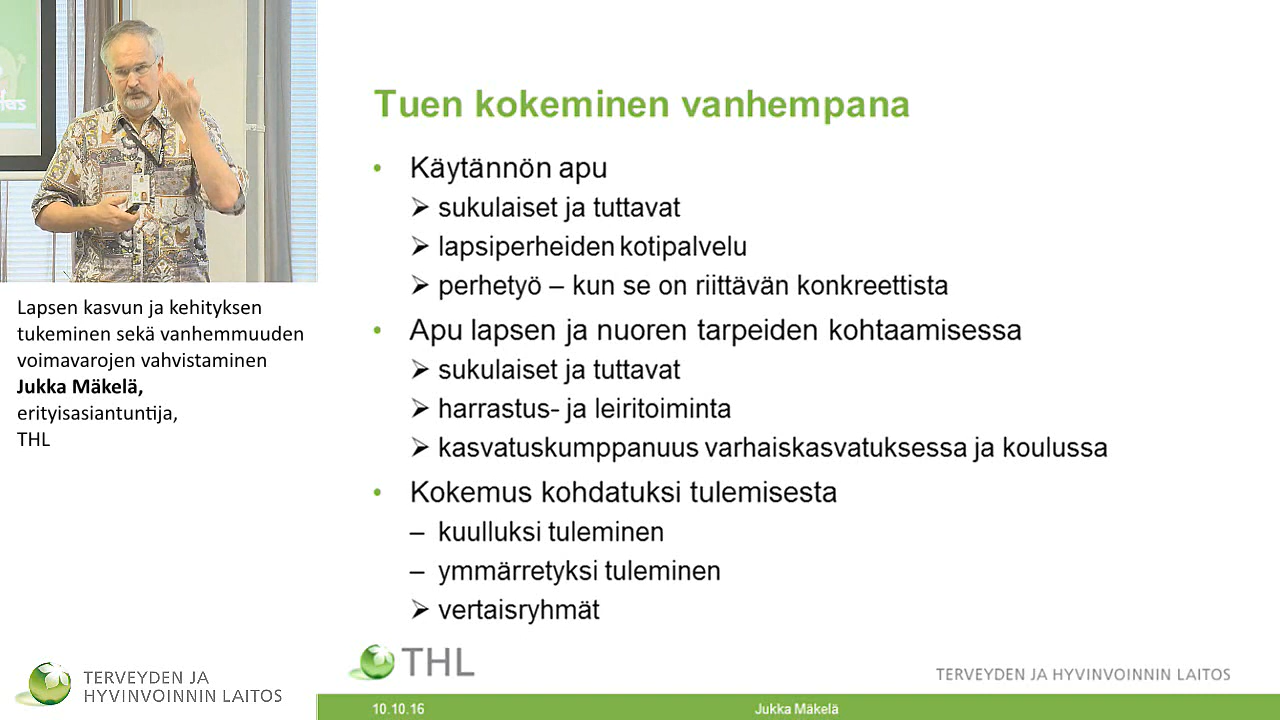 Lapsen kasvun ja kehityksen
tukeminen sekä vanhemmuuden
voimavarojen vahvistaminen
Jukka Mäkelä,
erityisasiantuntija,
THL
TERVEYDEN JA
HYVINVOINNIN LAITOS
Tuen kokeminen vanhempana
• Käytännön apu
➢ sukulaiset ja tuttavat
➢ lapsiperheiden kotipalvelu
➢ perhetyö – kun se on riittävän konkreettista
• Apu lapsen ja nuoren tarpeiden kohtaamisessa
➢ sukulaiset ja tuttavat
➢ harrastus- ja leiritoiminta
➢ kasvatuskumppanuus varhaiskasvatuksessa ja koulussa
• Kokemus kohdatuksi tulemisesta
– kuulluksi tuleminen
– ymmärretyksi tuleminen
➢ vertaisryhmät
THL
TERVEYDEN JA HYVINVOINNIN LAITOS
10.10.16
Jukka Mäkelä